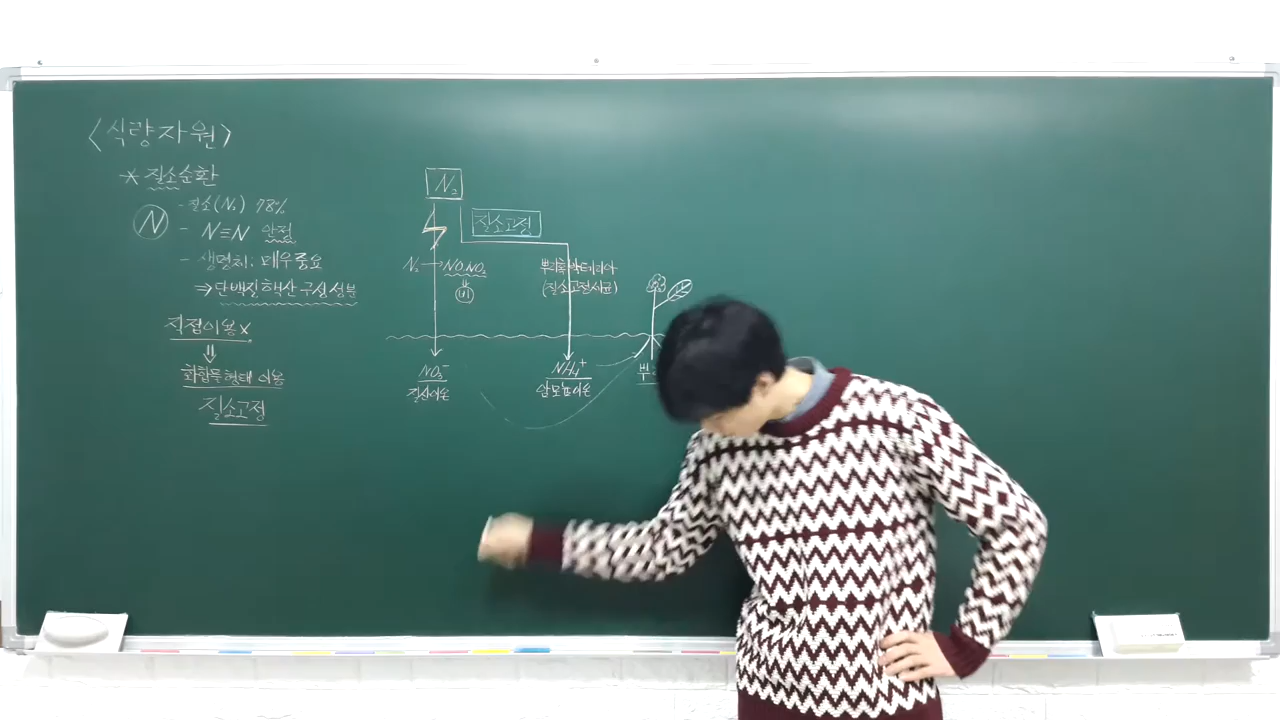 <식량자원>
* 질소순환
N
- 질소(N₂) 78%
- N≡N 안정
- 생명체: 매우중요
⇒ 단백질 핵산 구성성분
직접이용 x
⇓
화합물 형태 이용
질소고정
N₂
질소고정
N₂ → NO, NO₂
비
뿌리혹박테리아
(질소고정세균)
NO₃⁻
질산이온
NH₄⁺
암모늄이온